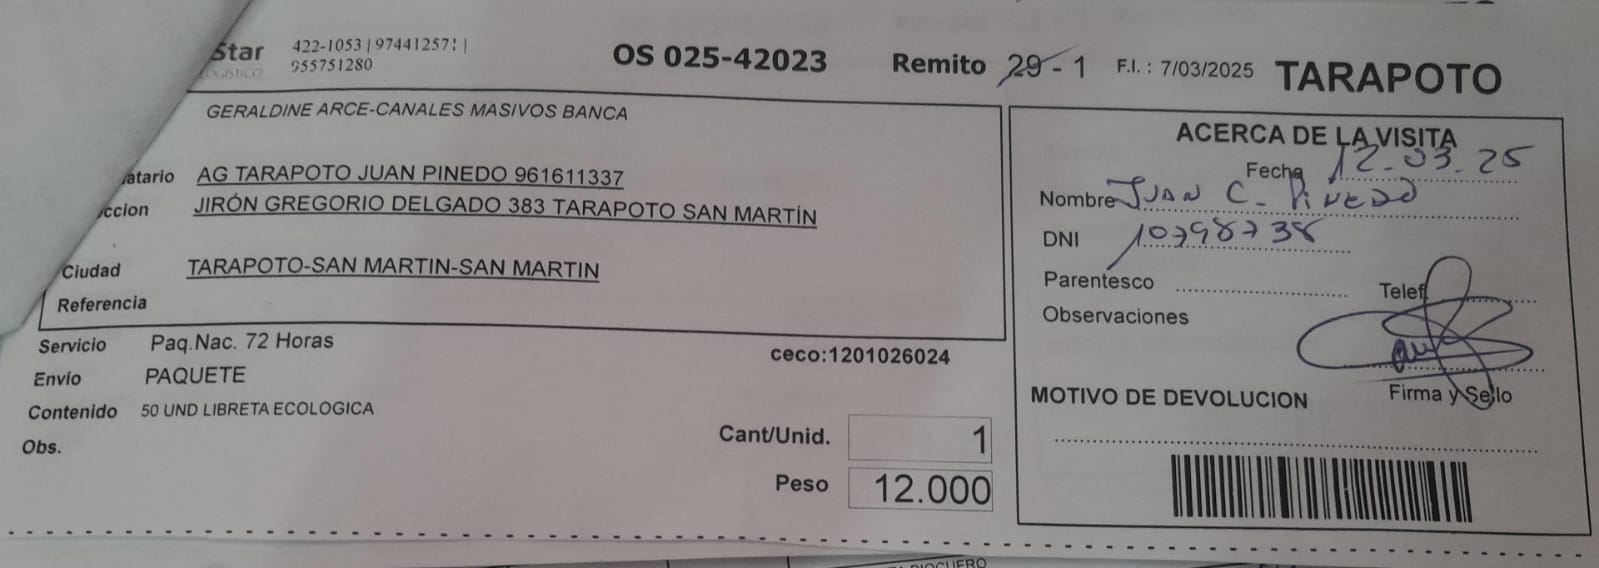 Star 422-1053 | 974412571 |
LOGISTICO 955751280
OS 025-42023 Remito 29-1 F.I. : 7/03/2025 TARAPOTO
GERALDINE ARCE-CANALES MASIVOS BANCA
atario AG TARAPOTO JUAN PINEDO 961611337
ccion JIRÓN GREGORIO DELGADO 383 TARAPOTO SAN MARTÍN
Ciudad TARAPOTO-SAN MARTIN-SAN MARTIN
Referencia
Servicio Paq.Nac. 72 Horas
ceco:1201026024
Envío PAQUETE
Contenido 50 UND LIBRETA ECOLOGICA
Obs.
Cant/Unid. 1
Peso 12.000
ACERCA DE LA VISITA
Fecha 12-03-25
Nombre JUAN C. PINEDO
DNI
Parentesco Telef
Observaciones
Firma y Sello
MOTIVO DE DEVOLUCION